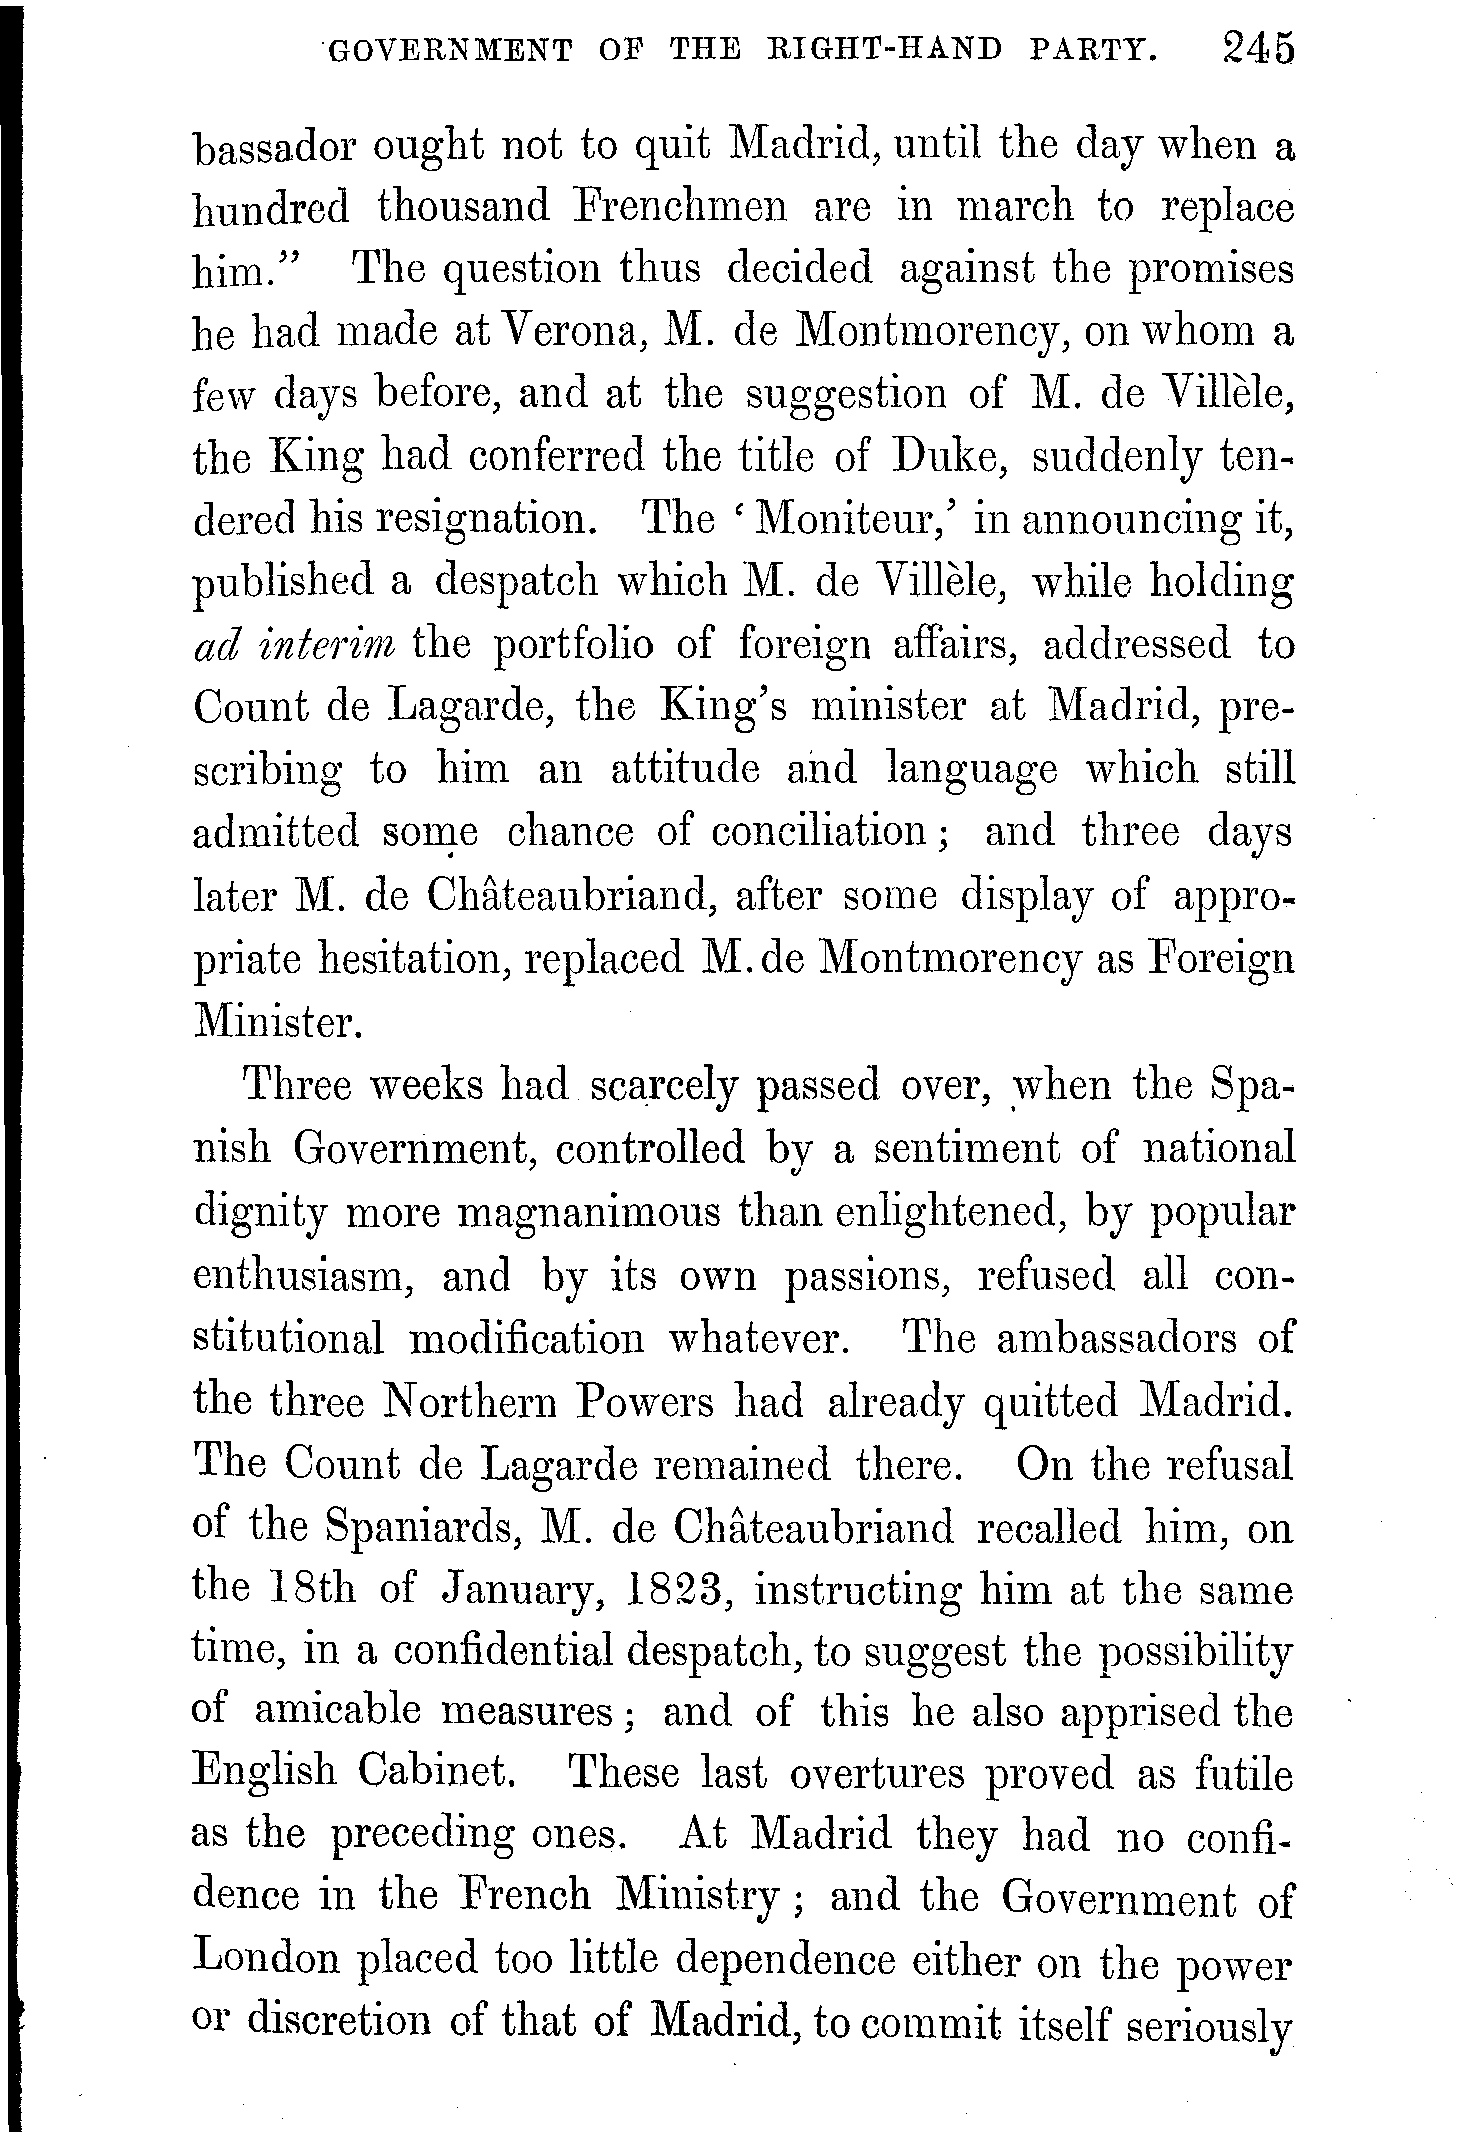 GOVERNMENT OF THE RIGHT-HAND PARTY. 245
bassador ought not to quit Madrid, until the day when a
hundred thousand Frenchmen are in march to replace
him.” The question thus decided against the promises
he had made at Verona, M. de Montmorency, on whom a
few days before, and at the suggestion of M. de Villèle,
the King had conferred the title of Duke, suddenly ten-
dered his resignation. The ‘Moniteur,’ in announcing it,
published a despatch which M. de Villèle, while holding
ad interim the portfolio of foreign affairs, addressed to
Count de Lagarde, the King’s minister at Madrid, pre-
scribing to him an attitude and language which still
admitted some chance of conciliation; and three days
later M. de Châteaubriand, after some display of appro-
priate hesitation, replaced M. de Montmorency as Foreign
Minister.
Three weeks had scarcely passed over, when the Spa-
nish Government, controlled by a sentiment of national
dignity more magnanimous than enlightened, by popular
enthusiasm, and by its own passions, refused all con-
stitutional modification whatever. The ambassadors of
the three Northern Powers had already quitted Madrid.
The Count de Lagarde remained there. On the refusal
of the Spaniards, M. de Châteaubriand recalled him, on
the 18th of January, 1823, instructing him at the same
time, in a confidential despatch, to suggest the possibility
of amicable measures; and of this he also apprised the
English Cabinet. These last overtures proved as futile
as the preceding ones. At Madrid they had no confi-
dence in the French Ministry; and the Government of
London placed too little dependence either on the power
or discretion of that of Madrid, to commit itself seriously